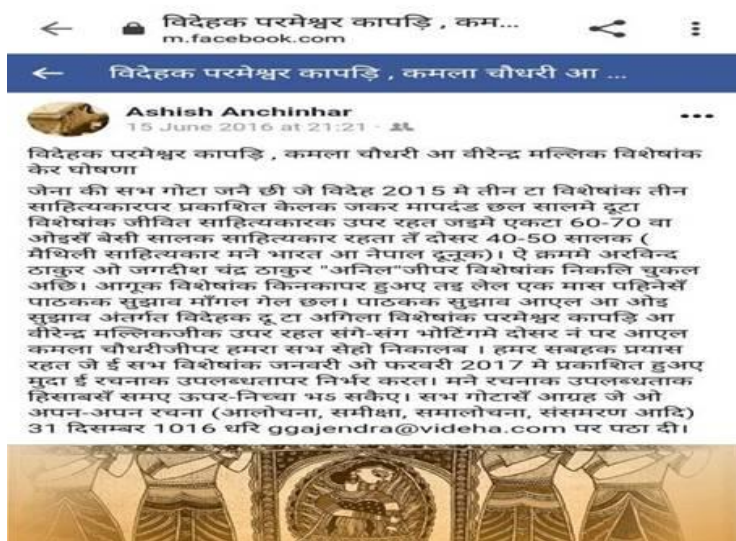 विदेहक परमेश्वर कापड़ि , कम...
m.facebook.com
विदेहक परमेश्वर कापड़ि , कमला चौधरी आ ...
Ashish Anchinhar
15 June 2016 at 21:21 ·
विदेहक परमेश्वर कापड़ि , कमला चौधरी आ वीरेन्द्र मल्लिक विशेषांक
केर घोषणा
जेना की सभ गोटा जनै छी जे विदेह 2015 मे तीन टा विशेषांक तीन
साहित्यकारपर प्रकाशित केलक जकर मापदंड छल सालमे दूटा
विशेषांक जीवित साहित्यकारक उपर रहत जइमे एकटा 60-70 वा
ओइसँ बेसी सालक साहित्यकार रहता तँ दोसर 40-50 सालक (
मैथिली साहित्यकार मने भारत आ नेपाल दूनूक)। ऐ क्रममे अरविन्द
ठाकुर ओ जगदीश चंद्र ठाकुर "अनिल"जीपर विशेषांक निकलि चुकल
अछि। आगूक विशेषांक किनकापर हुअए तइ लेल एक मास पहिनेसँ
पाठकक सुझाव माँगल गेल छल। पाठकक सुझाव आएल आ ओइ
सुझाव अंतर्गत विदेहक दू टा अगिला विशेषांक परमेश्वर कापड़ि आ
वीरेन्द्र मल्लिकजीक उपर रहत संगे-संग भोटिंगमे दोसर नं पर आएल
कमला चौधरीजीपर हमरा सभ सेहो निकालब । हमर सबहक प्रयास
रहत जे ई सभ विशेषांक जनवरी ओ फरवरी 2017 मे प्रकाशित हुअए
मुदा ई रचनाक उपलब्धतापर निर्भर करत। मने रचनाक उपलब्धताक
हिसाबसँ समए ऊपर-निच्चा भऽ सकैए। सभ गोटासँ आग्रह जे ओ
अपन-अपन रचना (आलोचना, समीक्षा, समालोचना, संसमरण आदि)
31 दिसम्बर 1016 धरि ggajendra@videha.com पर पठा दी।